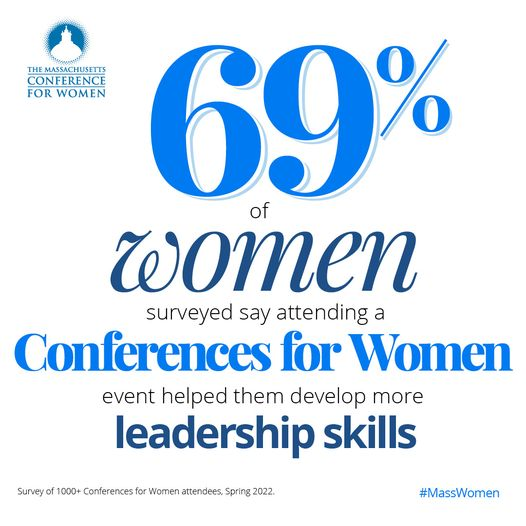 THE MASSACHUSETTS
CONFERENCE
FOR WOMEN
69%
of
women
surveyed say attending a
Conferences for Women
event helped them develop more
leadership skills
Survey of 1000+ Conferences for Women attendees, Spring 2022.
#MassWomen